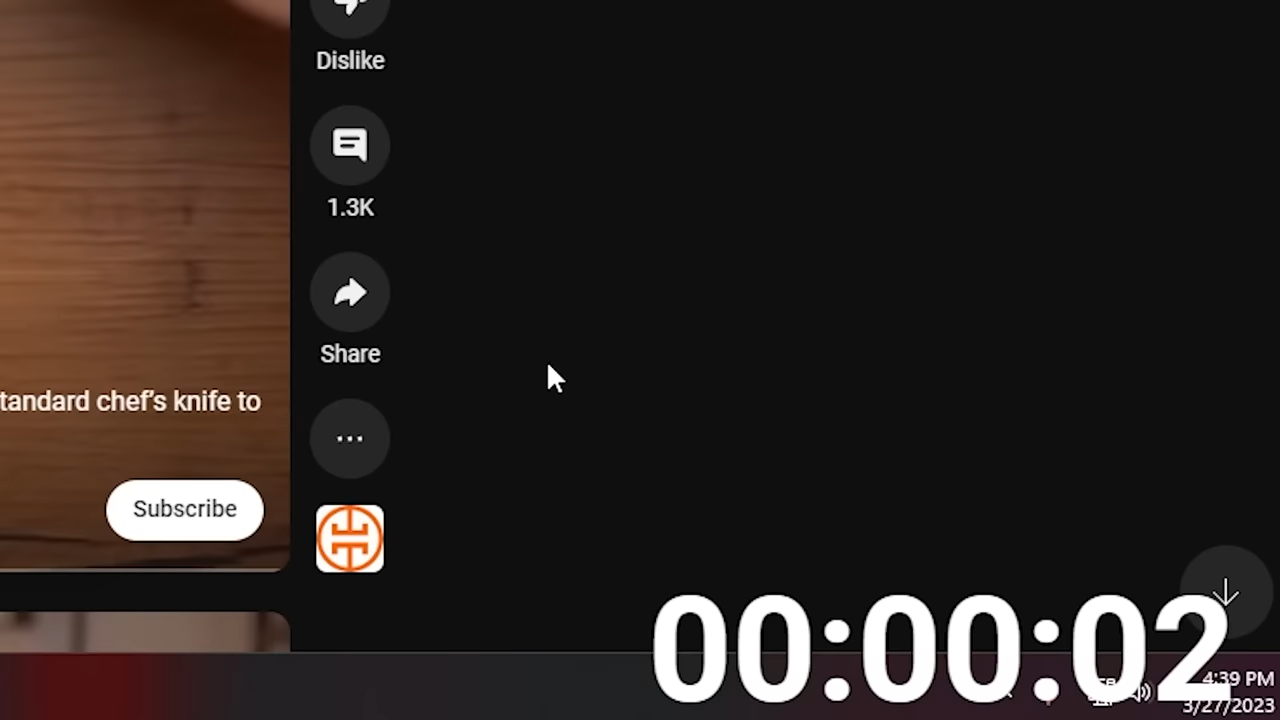 Dislike
1.3K
Share
tandard chef's knife to
Subscribe
00:00:02
4:39 PM
3/27/2023